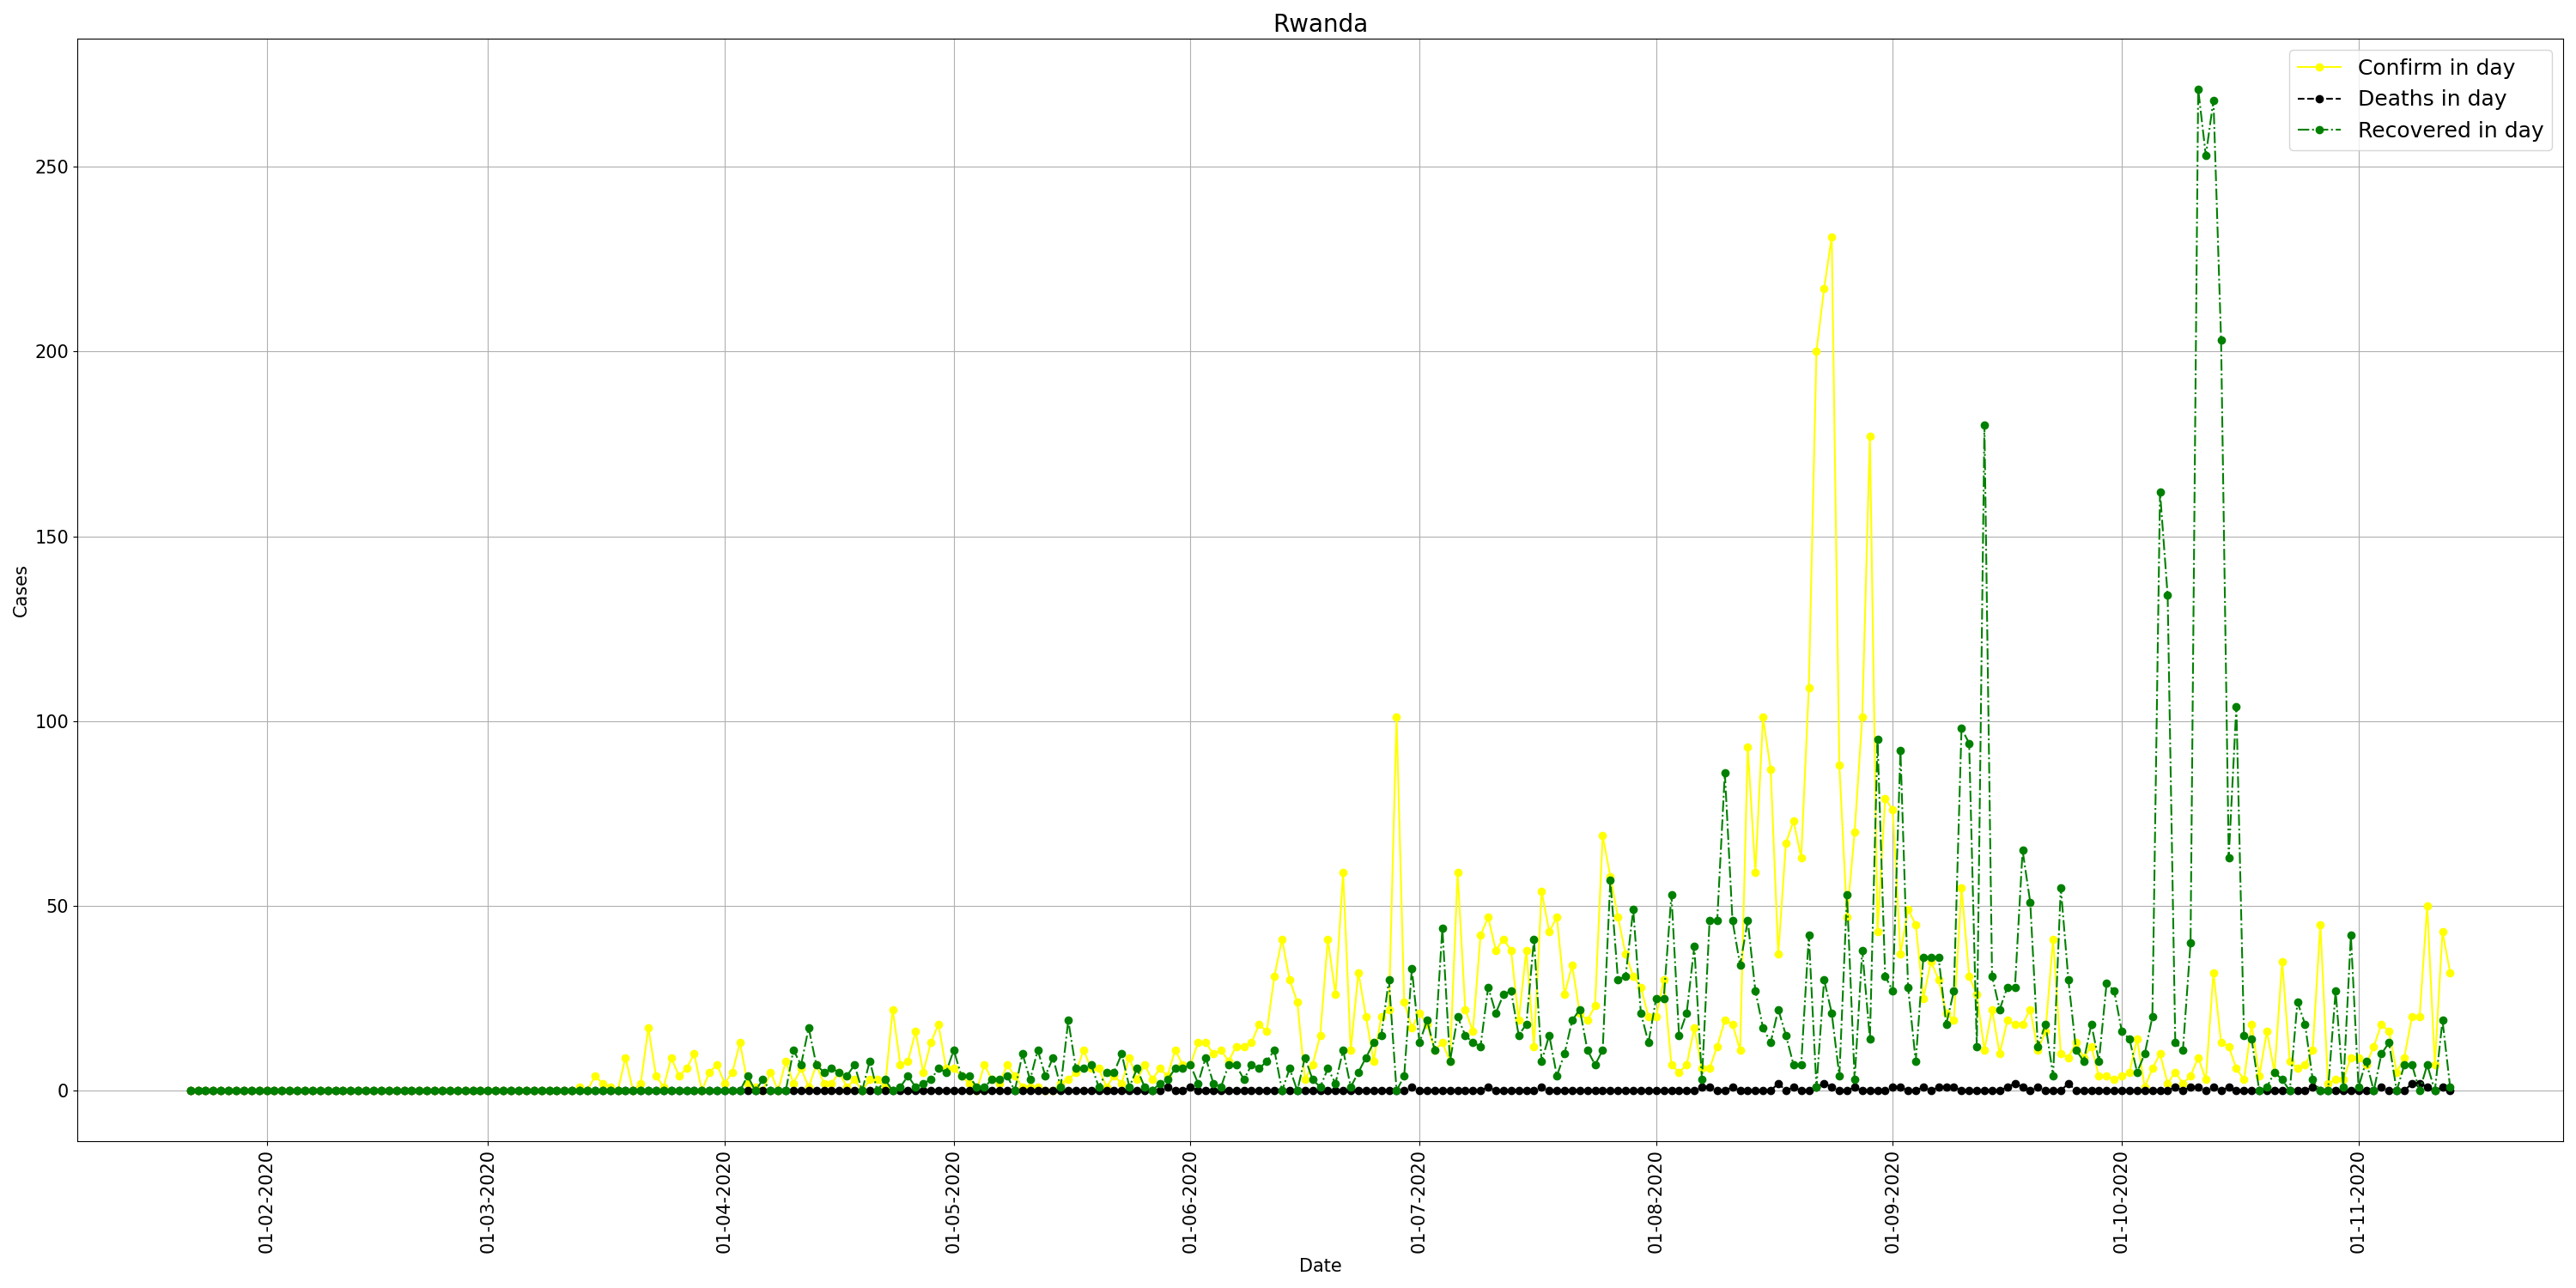 Rwanda
Confirm in day
Deaths in day
Recovered in day
Cases
250
200
150
100
50
0
01-02-2020
01-03-2020
01-04-2020
01-05-2020
01-06-2020
01-07-2020
01-08-2020
01-09-2020
01-10-2020
01-11-2020
Date